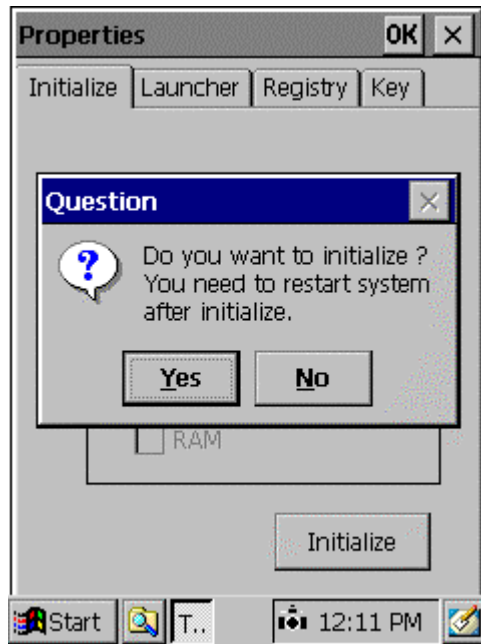 Properties OK ×
Initialize Launcher Registry Key
Question ×
?
Do you want to initialize ?
You need to restart system
after initialize.
Yes No
RAM
Initialize
Start T.. 12:11 PM